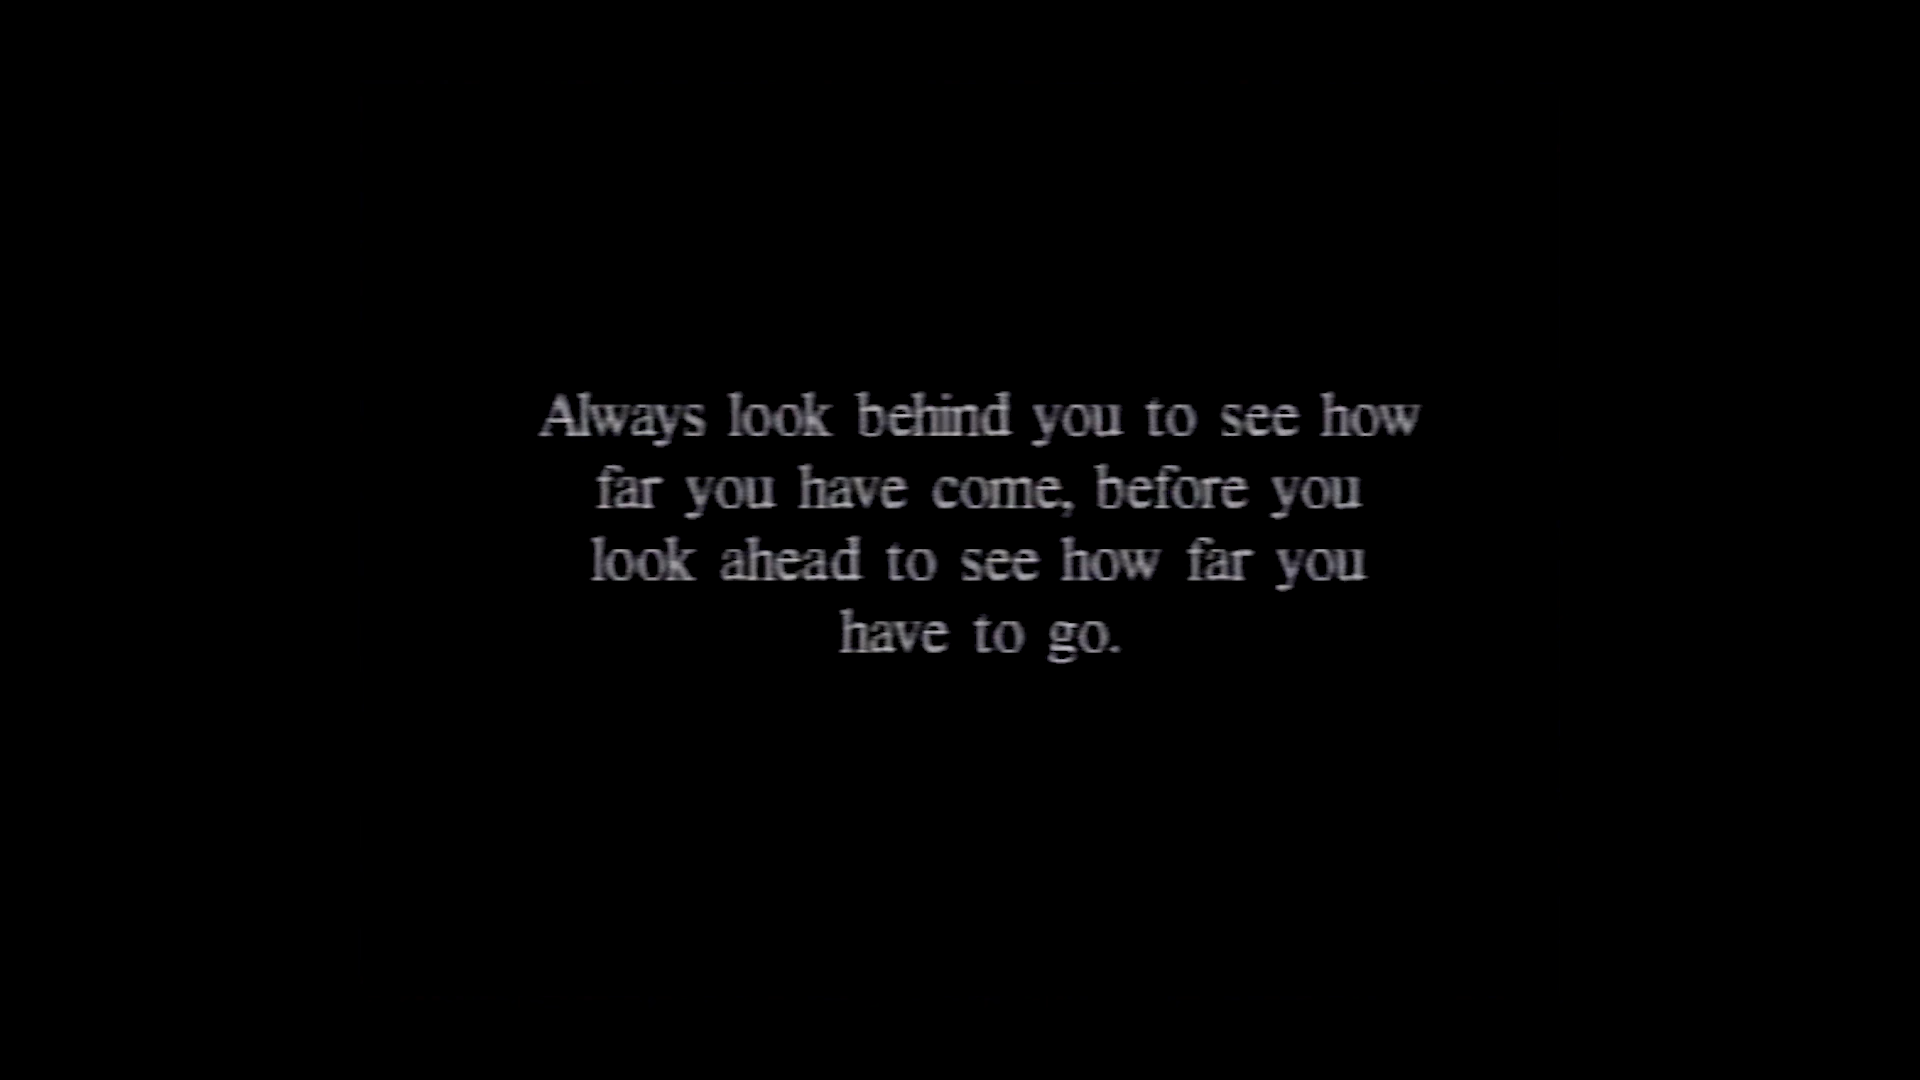 Always look behind you to see how
far you have come, before you
look ahead to see how far you
have to go.